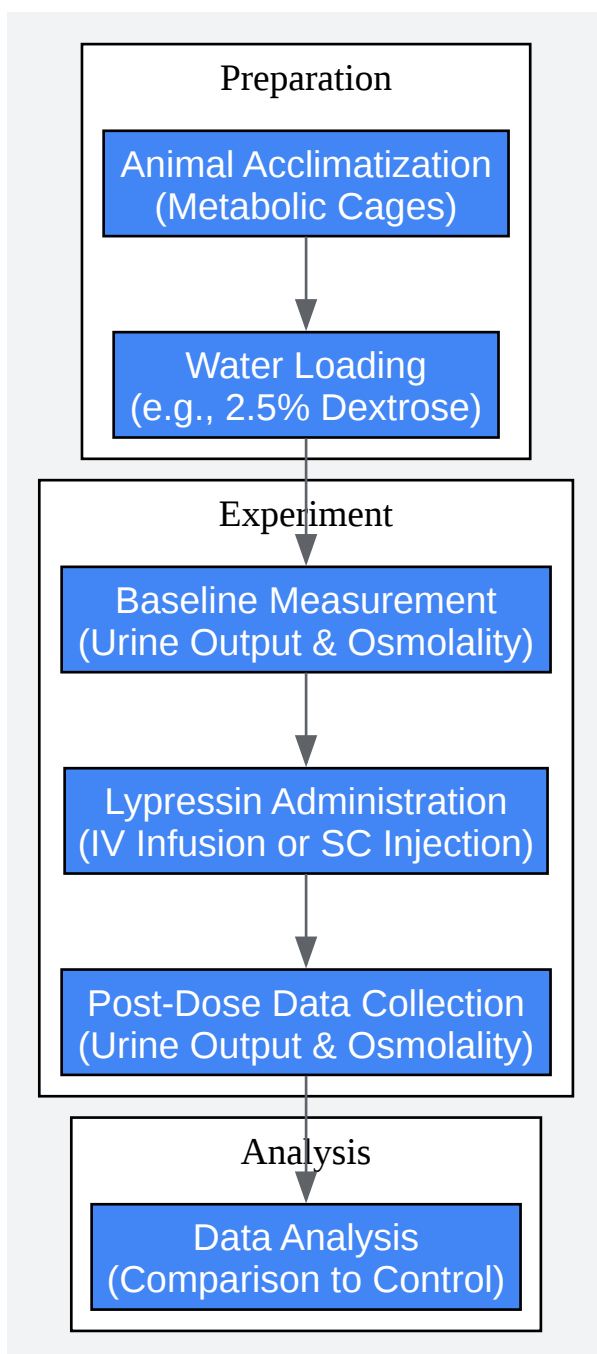 Preparation
Animal Acclimatization
(Metabolic Cages)
Water Loading
(e.g., 2.5% Dextrose)
Experiment
Baseline Measurement
(Urine Output & Osmolality)
Lypressin Administration
(IV Infusion or SC Injection)
Post-Dose Data Collection
(Urine Output & Osmolality)
Analysis
Data Analysis
(Comparison to Control)